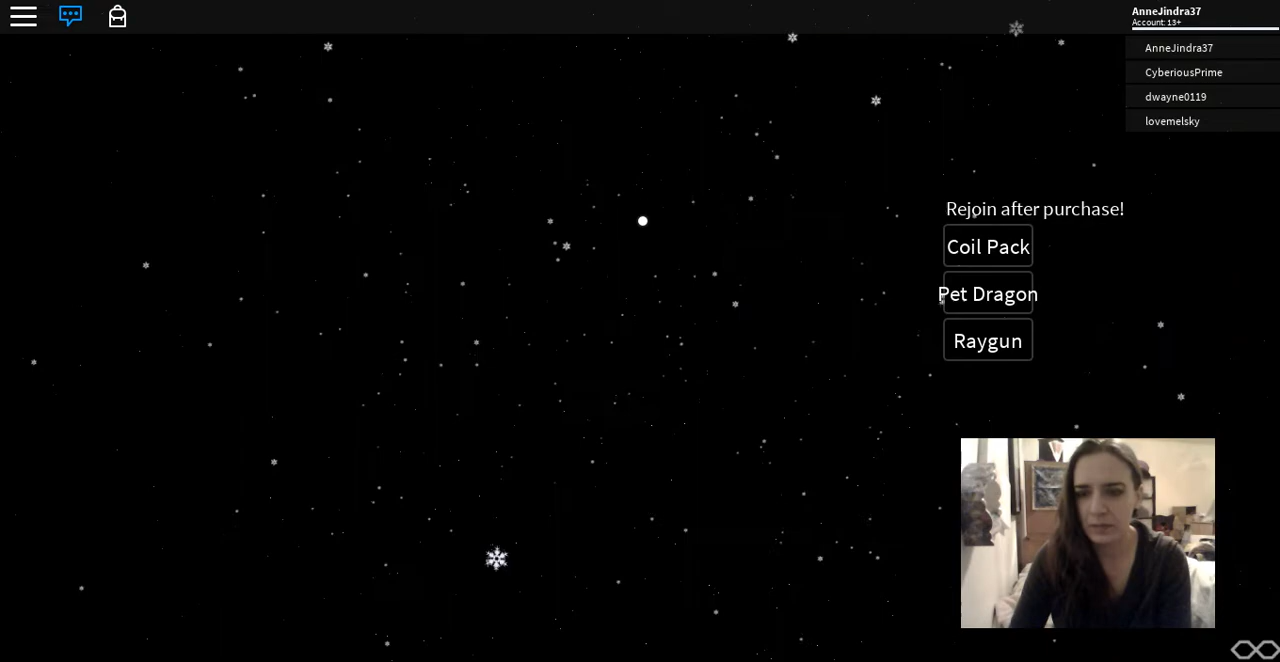 AnneJindra37
Account: 13+
AnneJindra37
CyberiousPrime
dwayne0119
lovemelsky
Rejoin after purchase!
Coil Pack
Pet Dragon
Raygun